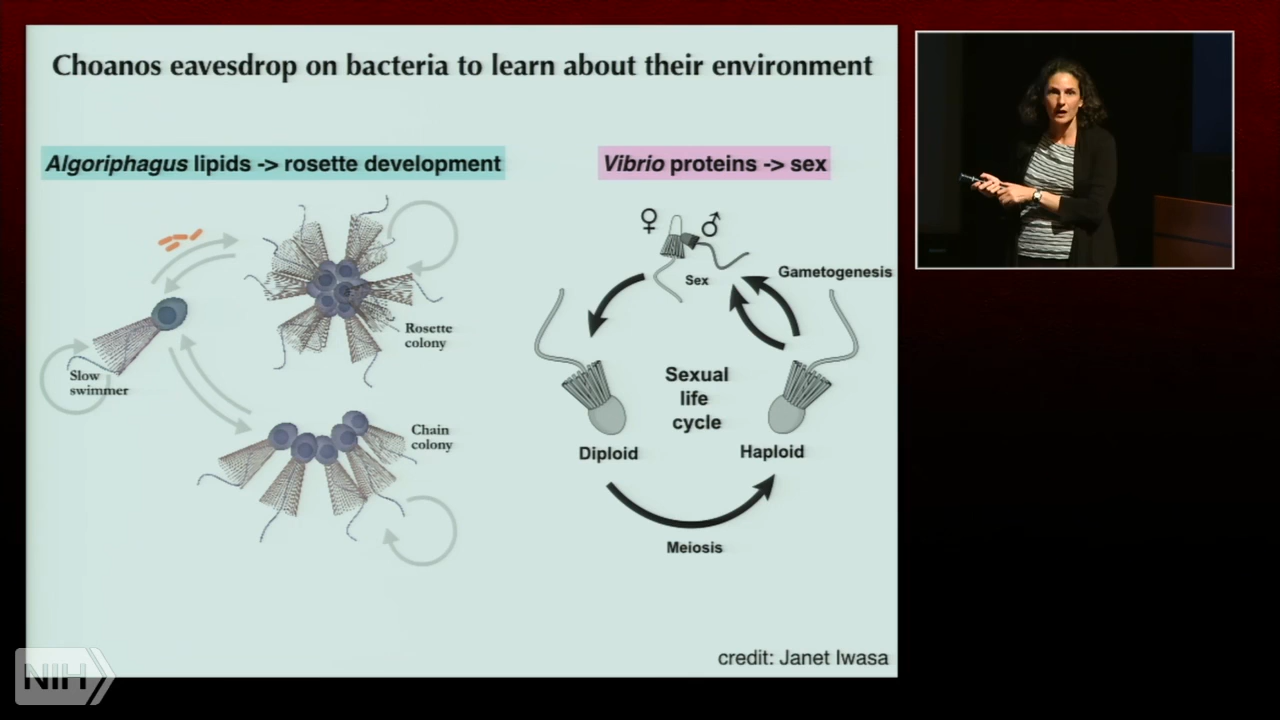 Choanos eavesdrop on bacteria to learn about their environment
Algoriphagus lipids -> rosette development
Vibrio proteins -> sex
♀
♂
Sex
Gametogenesis
Rosette
colony
Slow
swimmer
Sexual
life
cycle
Chain
colony
Diploid
Haploid
Meiosis
credit: Janet Iwasa
NIH